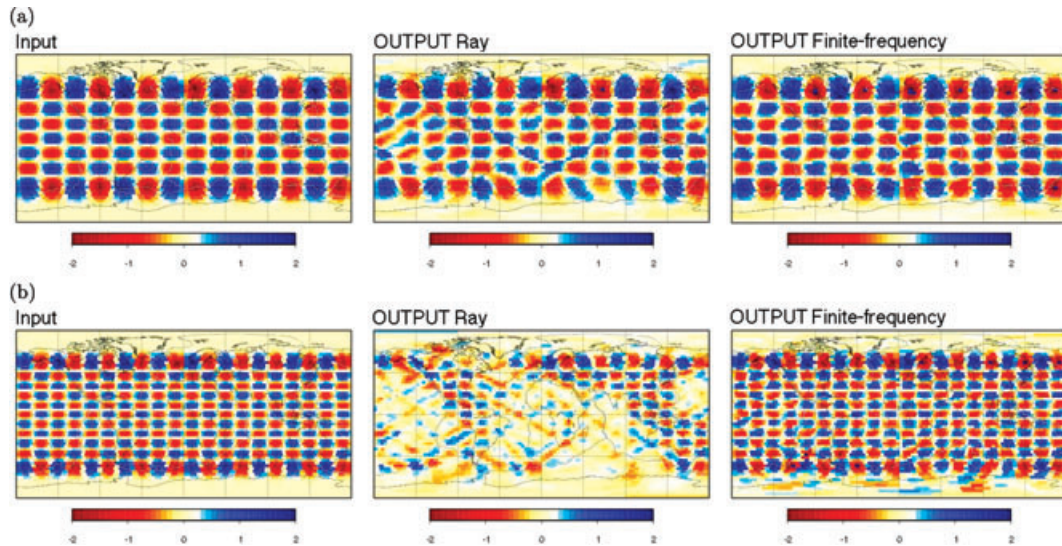 (a)
Input
OUTPUT Ray
OUTPUT Finite-frequency
-2 -1 0 1 2
-2 -1 0 1 2
-2 -1 0 1 2
(b)
Input
OUTPUT Ray
OUTPUT Finite-frequency
-2 -1 0 1 2
-2 -1 0 1 2
-2 -1 0 1 2